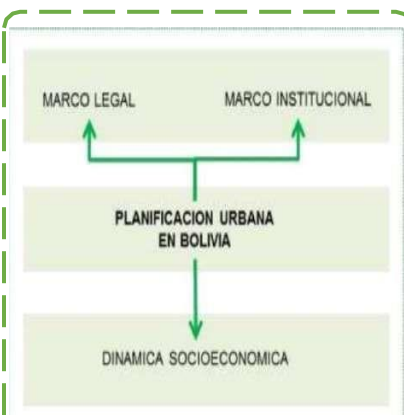 MARCO LEGAL
MARCO INSTITUCIONAL
PLANIFICACION URBANA
EN BOLIVIA
DINAMICA SOCIOECONOMICA